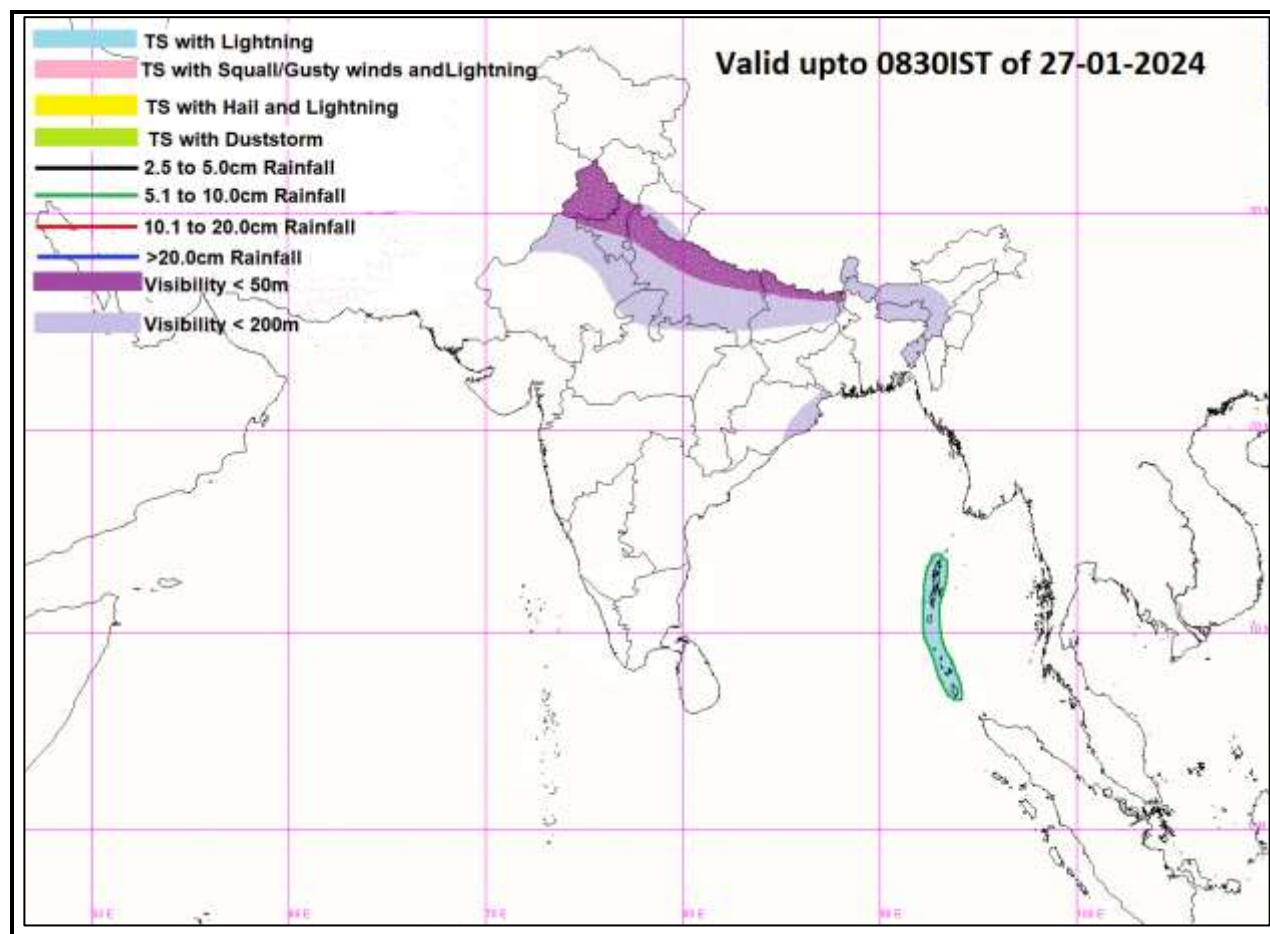 TS with Lightning
TS with Squall/Gusty winds andLightning
Valid upto 0830IST of 27-01-2024
TS with Hail and Lightning
TS with Duststorm
2.5 to 5.0cm Rainfall
5.1 to 10.0cm Rainfall
10.1 to 20.0cm Rainfall
>20.0cm Rainfall
Visibility < 50m
Visibility < 200m